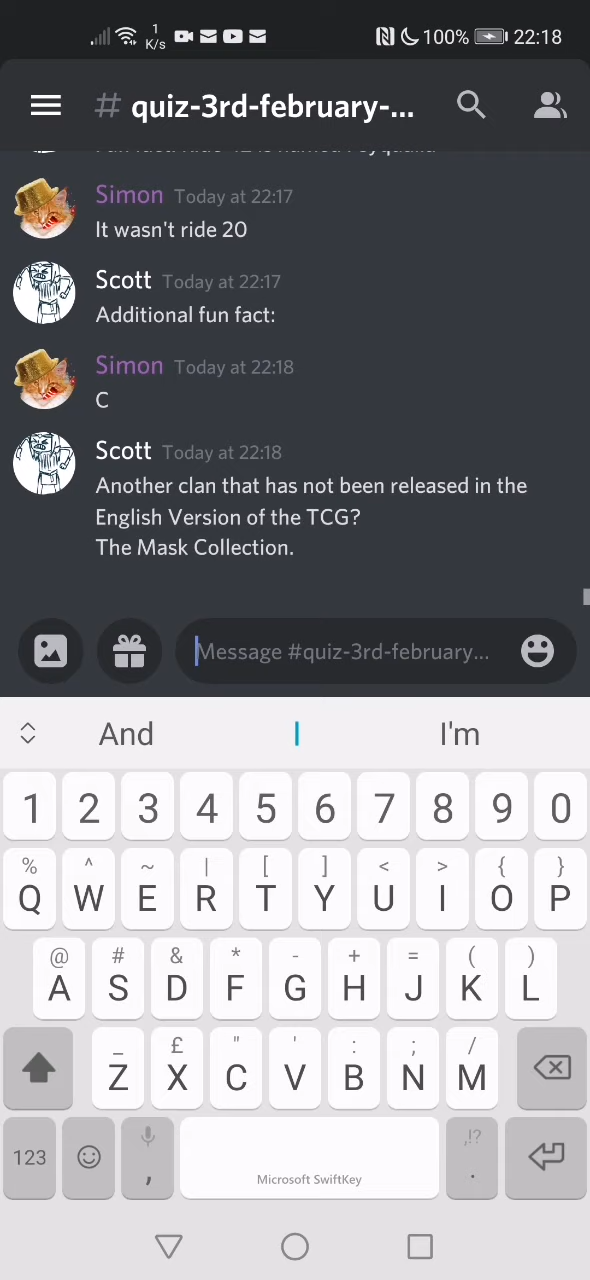 1
K/s
100%
22:18
# quiz-3rd-february-...
Simon Today at 22:17
It wasn't ride 20
Scott Today at 22:17
Additional fun fact:
Simon Today at 22:18
C
Scott Today at 22:18
Another clan that has not been released in the
English Version of the TCG?
The Mask Collection.
Message #quiz-3rd-february...
And I I'm
1 2 3 4 5 6 7 8 9 0
% ^ ~ | [ ] < > { }
Q W E R T Y U I O P
@ # & * - + = ( )
A S D F G H J K L
_ £ " ' : ; /
Z X C V B N M
123 , ,!? .
Microsoft SwiftKey